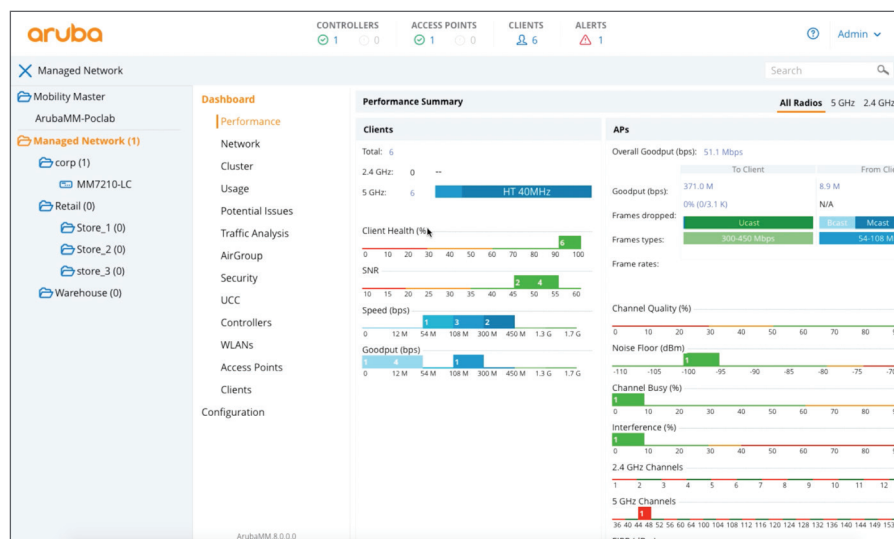 aruba
CONTROLLERS
1 0
ACCESS POINTS
1 0
CLIENTS
6
ALERTS
1
Admin
Managed Network
Search
Mobility Master
ArubaMM-Poclab
Managed Network (1)
corp (1)
MM7210-LC
Retail (0)
Store_1 (0)
Store_2 (0)
store_3 (0)
Warehouse (0)
Dashboard
Performance
Network
Cluster
Usage
Potential Issues
Traffic Analysis
AirGroup
Security
UCC
Controllers
WLANs
Access Points
Clients
Configuration
ArubaMM 8.0.0.0
Performance Summary
All Radios 5 GHz 2.4 GHz
Clients
Total: 6
2.4 GHz: 0 --
5 GHz: 6 HT 40MHz
Client Health (%)
6
0 10 20 30 40 50 60 70 80 90 100
SNR
2 4
10 15 20 25 30 35 40 45 50 55 60
Speed (bps)
1 3 2
0 12 M 54 M 108 M 300 M 450 M 1.3 G 1.7 G
Goodput (bps)
1 4 1
0 12 M 54 M 108 M 300 M 450 M 1.3 G 1.7 G
APs
Overall Goodput (bps): 51.1 Mbps
To Client From Clie
Goodput (bps): 371.0 M 8.9 M
Frames dropped: 0% (0/3.1 K) N/A
Frames types: Ucast Bcast Mcast
Frame rates: 300-450 Mbps 54-108 M
Channel Quality (%)
0 10 20 30 40 50 60 70 80
Noise Floor (dBm)
1
-110 -105 -100 -95 -90 -85 -80 -75
Channel Busy (%)
1
0 10 20 30 40 50 60 70 80
Interference (%)
1
0 10 20 30 40 50 60 70 80
2.4 GHz Channels
1 2 3 4 5 6 7 8 9 10 11 12
5 GHz Channels
1
36 40 44 48 52 56 60 64 100 104 108 112 116 120 124 128 132 136 140 144 149 153